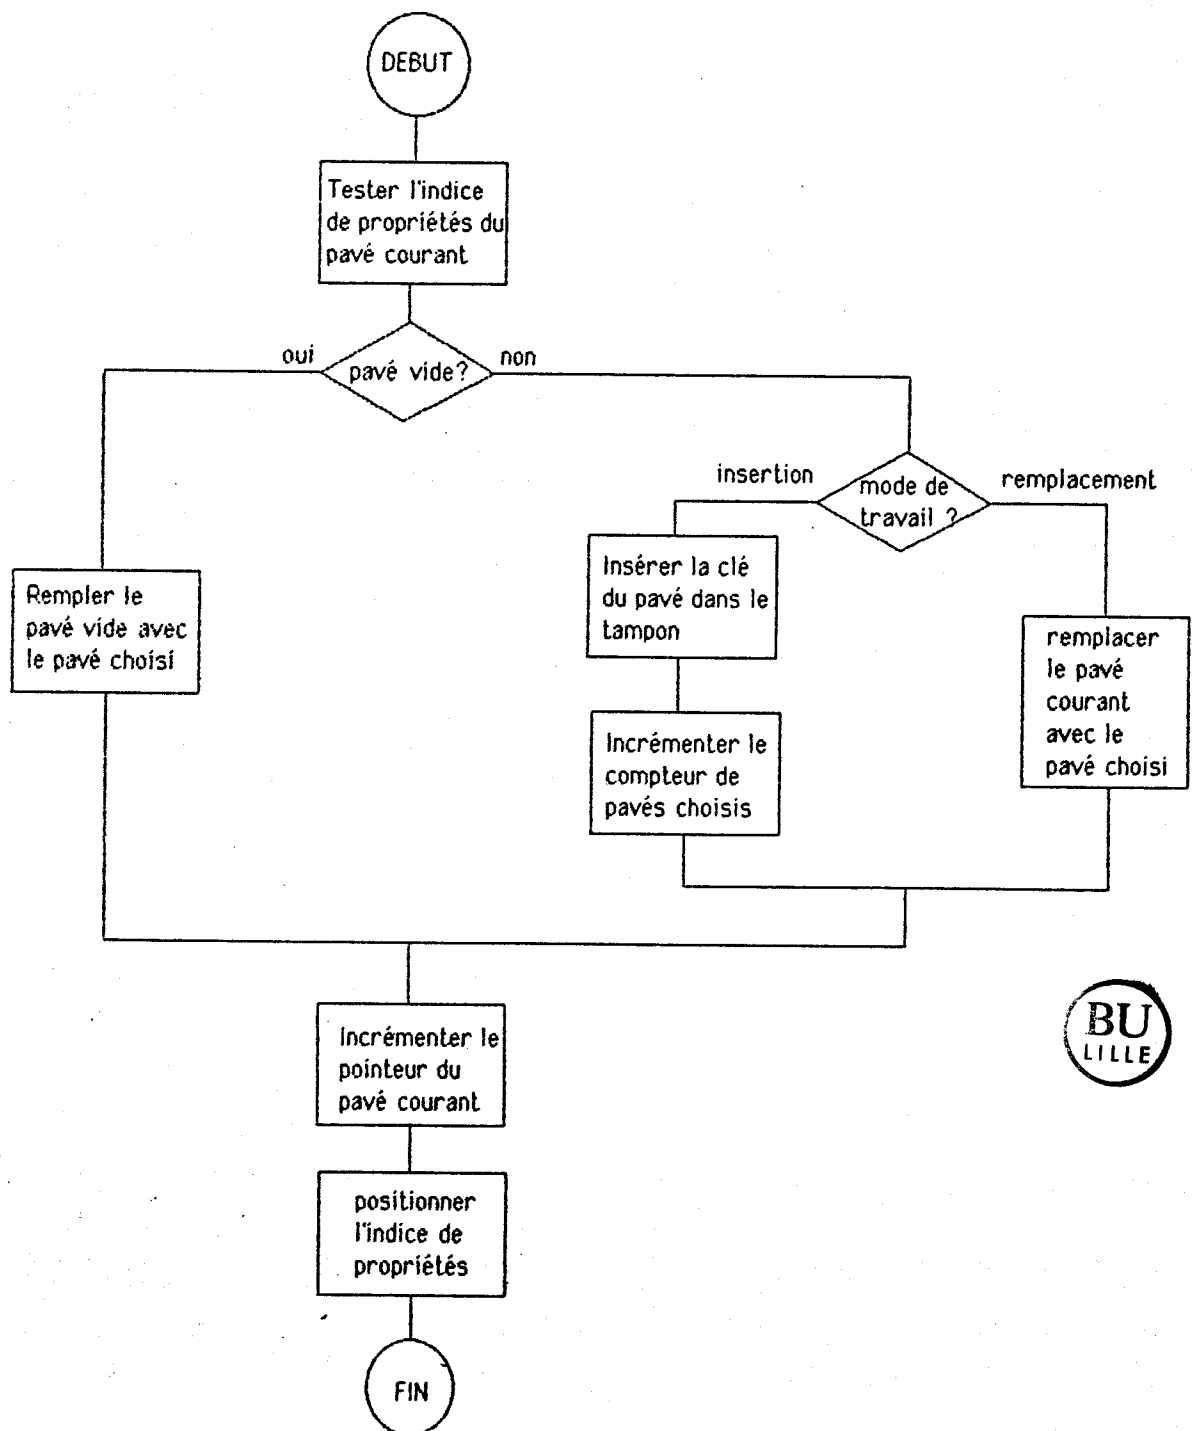 DEBUT
Tester l'indice
de propriétés du
pavé courant
oui
pavé vide?
non
insertion
mode de
travail ?
remplacement
Rempler le
pavé vide avec
le pavé choisi
Insérer la clé
du pavé dans le
tampon
Incrémenter le
compteur de
pavés choisis
remplacer
le pavé
courant
avec le
pavé choisi
Incrémenter le
pointeur du
pavé courant
positionner
l'indice de
propriétés
FIN
BU
LILLE